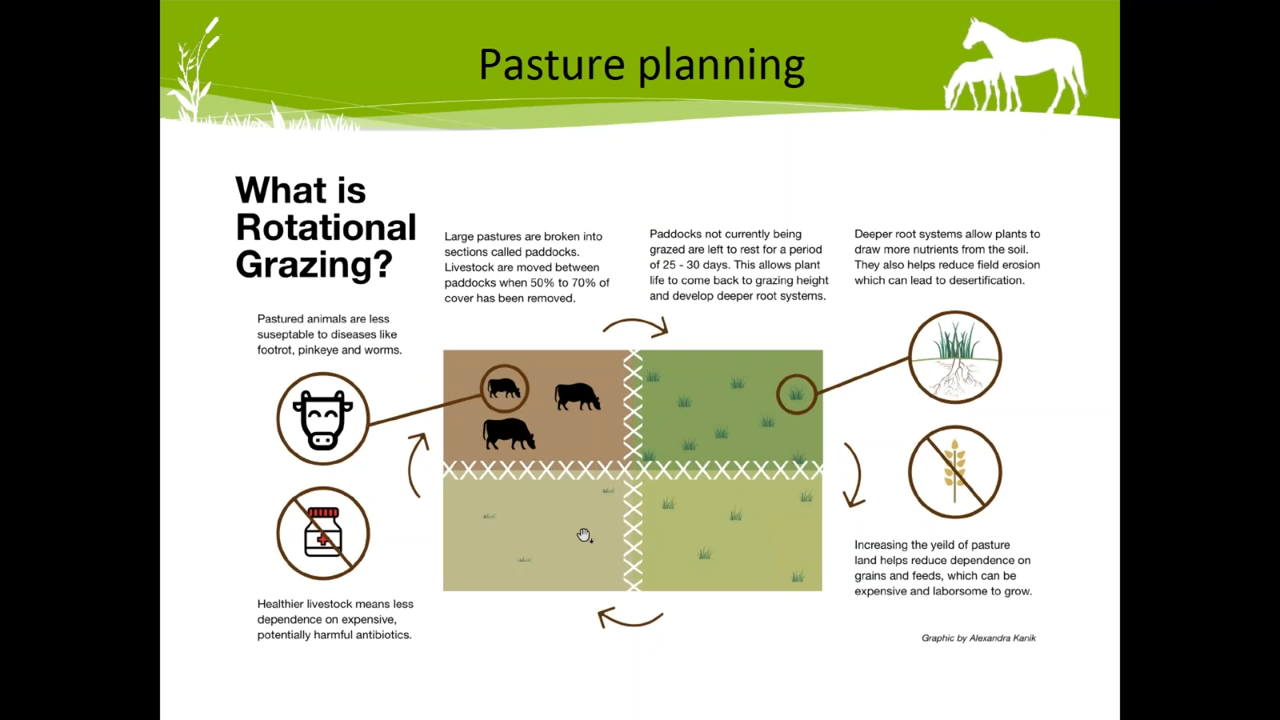 Pasture planning
What is
Rotational
Grazing?
Large pastures are broken into
sections called paddocks.
Livestock are moved between
paddocks when 50% to 70% of
cover has been removed.
Paddocks not currently being
grazed are left to rest for a period
of 25 - 30 days. This allows plant
life to come back to grazing height
and develop deeper root systems.
Deeper root systems allow plants to
draw more nutrients from the soil.
They also helps reduce field erosion
which can lead to desertification.
Pastured animals are less
suseptable to diseases like
footrot, pinkeye and worms.
Healthier livestock means less
dependence on expensive,
potentially harmful antibiotics.
Increasing the yeild of pasture
land helps reduce dependence on
grains and feeds, which can be
expensive and laborsome to grow.
Graphic by Alexandra Kanik